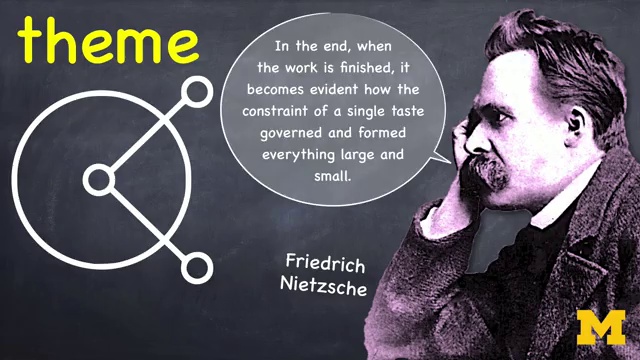 theme
In the end, when
the work is finished, it
becomes evident how the
constraint of a single taste
governed and formed
everything large and
small.
Friedrich
Nietzsche
M